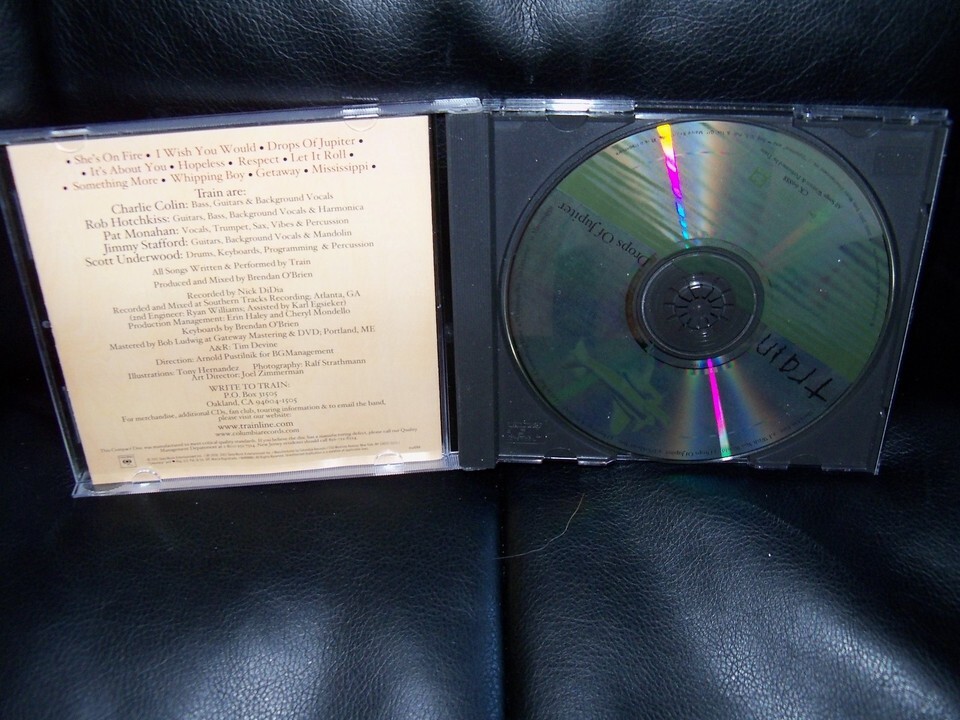 • She's On Fire • I Wish You Would • Drops Of Jupiter •
• It's About You • Hopeless • Respect • Let It Roll •
• Something More • Whipping Boy • Getaway • Mississippi •
Train are:
Charlie Colin: Bass, Guitars & Background Vocals
Rob Hotchkiss: Guitars, Bass, Background Vocals & Harmonica
Pat Monahan: Vocals, Trumpet, Sax, Vibes & Percussion
Jimmy Stafford: Guitars, Background Vocals & Mandolin
Scott Underwood: Drums, Keyboards, Programming & Percussion
All Songs Written & Performed by Train
Produced and Mixed by Brendan O'Brien
Recorded by Nick DiDia
Recorded and Mixed at Southern Tracks Recording, Atlanta, GA
(2nd Engineer: Ryan Williams, Assisted by Karl Egsieker)
Production Management: Erin Haley and Cheryl Mondello
Keyboards by Brendan O'Brien
Mastered by Bob Ludwig at Gateway Mastering & DVD; Portland, ME
A&R: Tim Devine
Direction: Arnold Pustilnik for BGManagement
Illustrations: Tony Hernandez Photography: Ralf Strathmann
Art Director: Joel Zimmerman
WRITE TO TRAIN:
P.O. Box 31505
Oakland, CA 94604-1505
For merchandise, additional CDs, fan club, touring information & to email the band,
please visit our website:
www.trainline.com
www.columbiarecords.com
Drops Of Jupiter
train